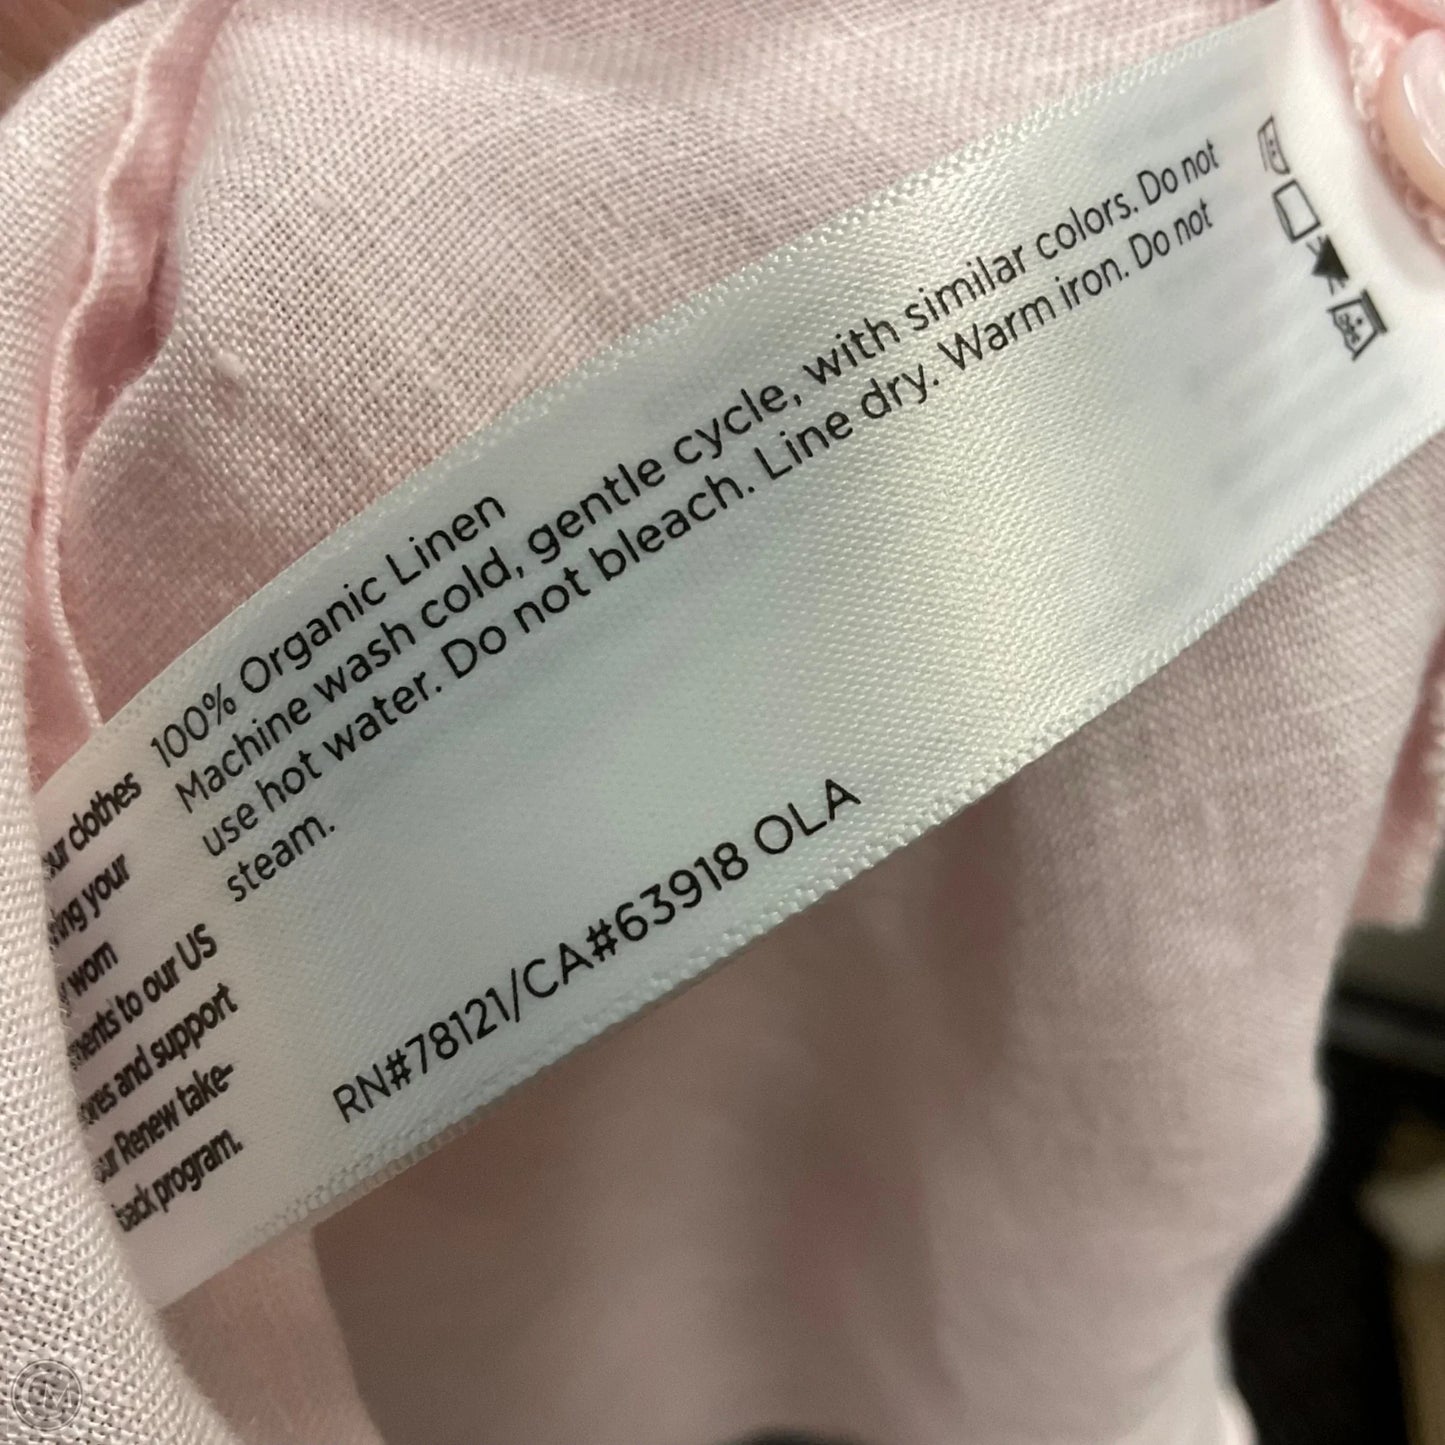 100% Organic Linen
Machine wash cold, gentle cycle, with similar colors. Do not
use hot water. Do not bleach. Line dry. Warm iron. Do not
steam.
RN#78121/CA#63918 OLA
clothes
your
worn
to our US
and support
Renew take-
back program.